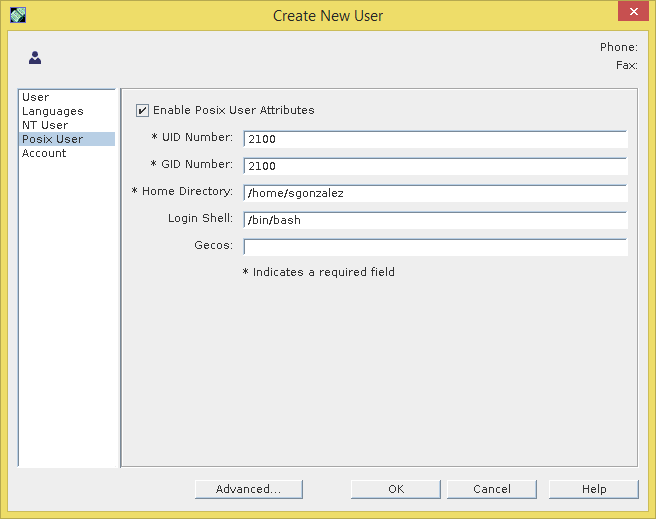 Create New User
Phone:
Fax:
User
Languages
NT User
Posix User
Account
Enable Posix User Attributes
* UID Number: 2100
* GID Number: 2100
* Home Directory: /home/sgonzalez
Login Shell: /bin/bash
Gecos:
* Indicates a required field
Advanced... OK Cancel Help